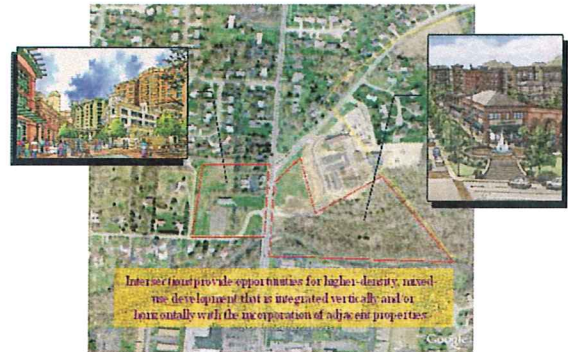 Intersections provide opportunities for higher-density, mixed-
use development that is integrated vertically and/or
horizontally with the incorporation of adjacent properties.
Google